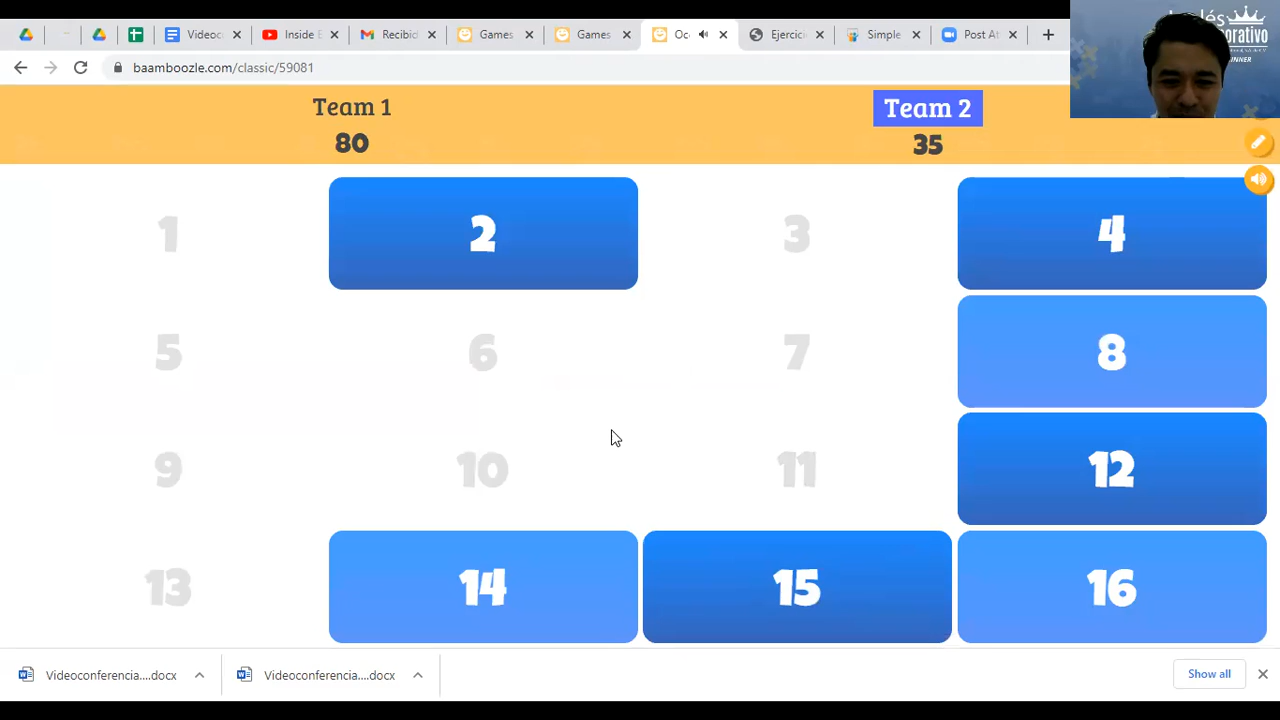 Videoc
Inside E
Recibid
Games
Games
Oc
Ejercic
Simple
Post At
baamboozle.com/classic/59081
Team 1
80
Team 2
35
1
2
3
4
5
6
7
8
9
10
11
12
13
14
15
16
Videoconferencia....docx
Videoconferencia....docx
Show all